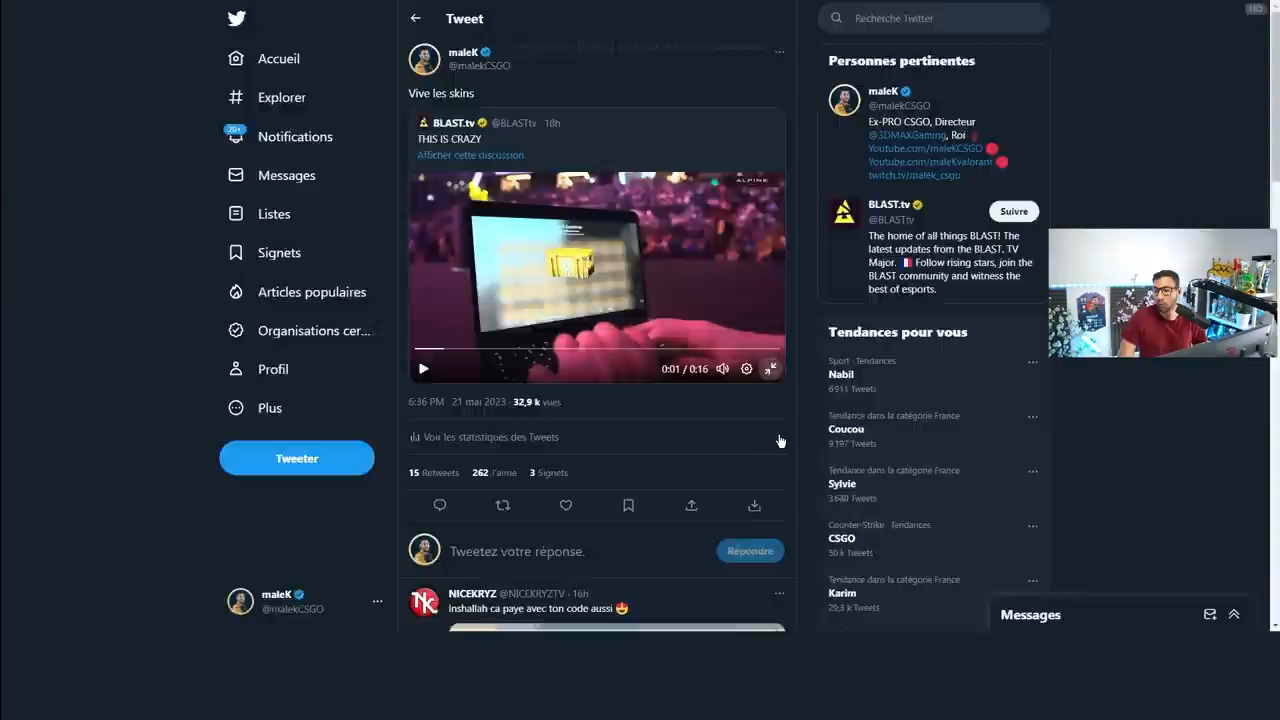 HD
Accueil
Explorer
20+
Notifications
Messages
Listes
Signets
Articles populaires
Organisations cer...
Profil
Plus
Tweeter
maleK
@malekCSGO
Tweet
maleK
@malekCSGO
Vive les skins
BLAST.tv @BLASTtv · 18h
THIS IS CRAZY
Afficher cette discussion
ALPINE
0:01 / 0:16
6:36 PM · 21 mai 2023 · 32,9 k vues
Voir les statistiques des Tweets
15 Retweets 262 J'aime 3 Signets
Tweetez votre réponse.
Répondre
NICEKRYZ @NICEKRYZTV · 16h
Inshallah ca paye avec ton code aussi 😍
Recherche Twitter
Personnes pertinentes
maleK
@malekCSGO
Ex-PRO CSGO, Directeur
@3DMAXGaming, Roi
Youtube.com/maleKCSGO
Youtube.com/maleKvalorant
twitch.tv/malek_csgo
BLAST.tv
@BLASTtv
Suivre
The home of all things BLAST! The
latest updates from the BLAST. TV
Major. 🇫🇷 Follow rising stars, join the
BLAST community and witness the
best of esports.
Tendances pour vous
Sport · Tendances
Nabil
6 911 Tweets
Tendance dans la catégorie France
Coucou
9 197 Tweets
Tendance dans la catégorie France
Sylvie
3 640 Tweets
Counter-Strike · Tendances
CSGO
50 k Tweets
Tendance dans la catégorie France
Karim
29,3 k Tweets
Messages